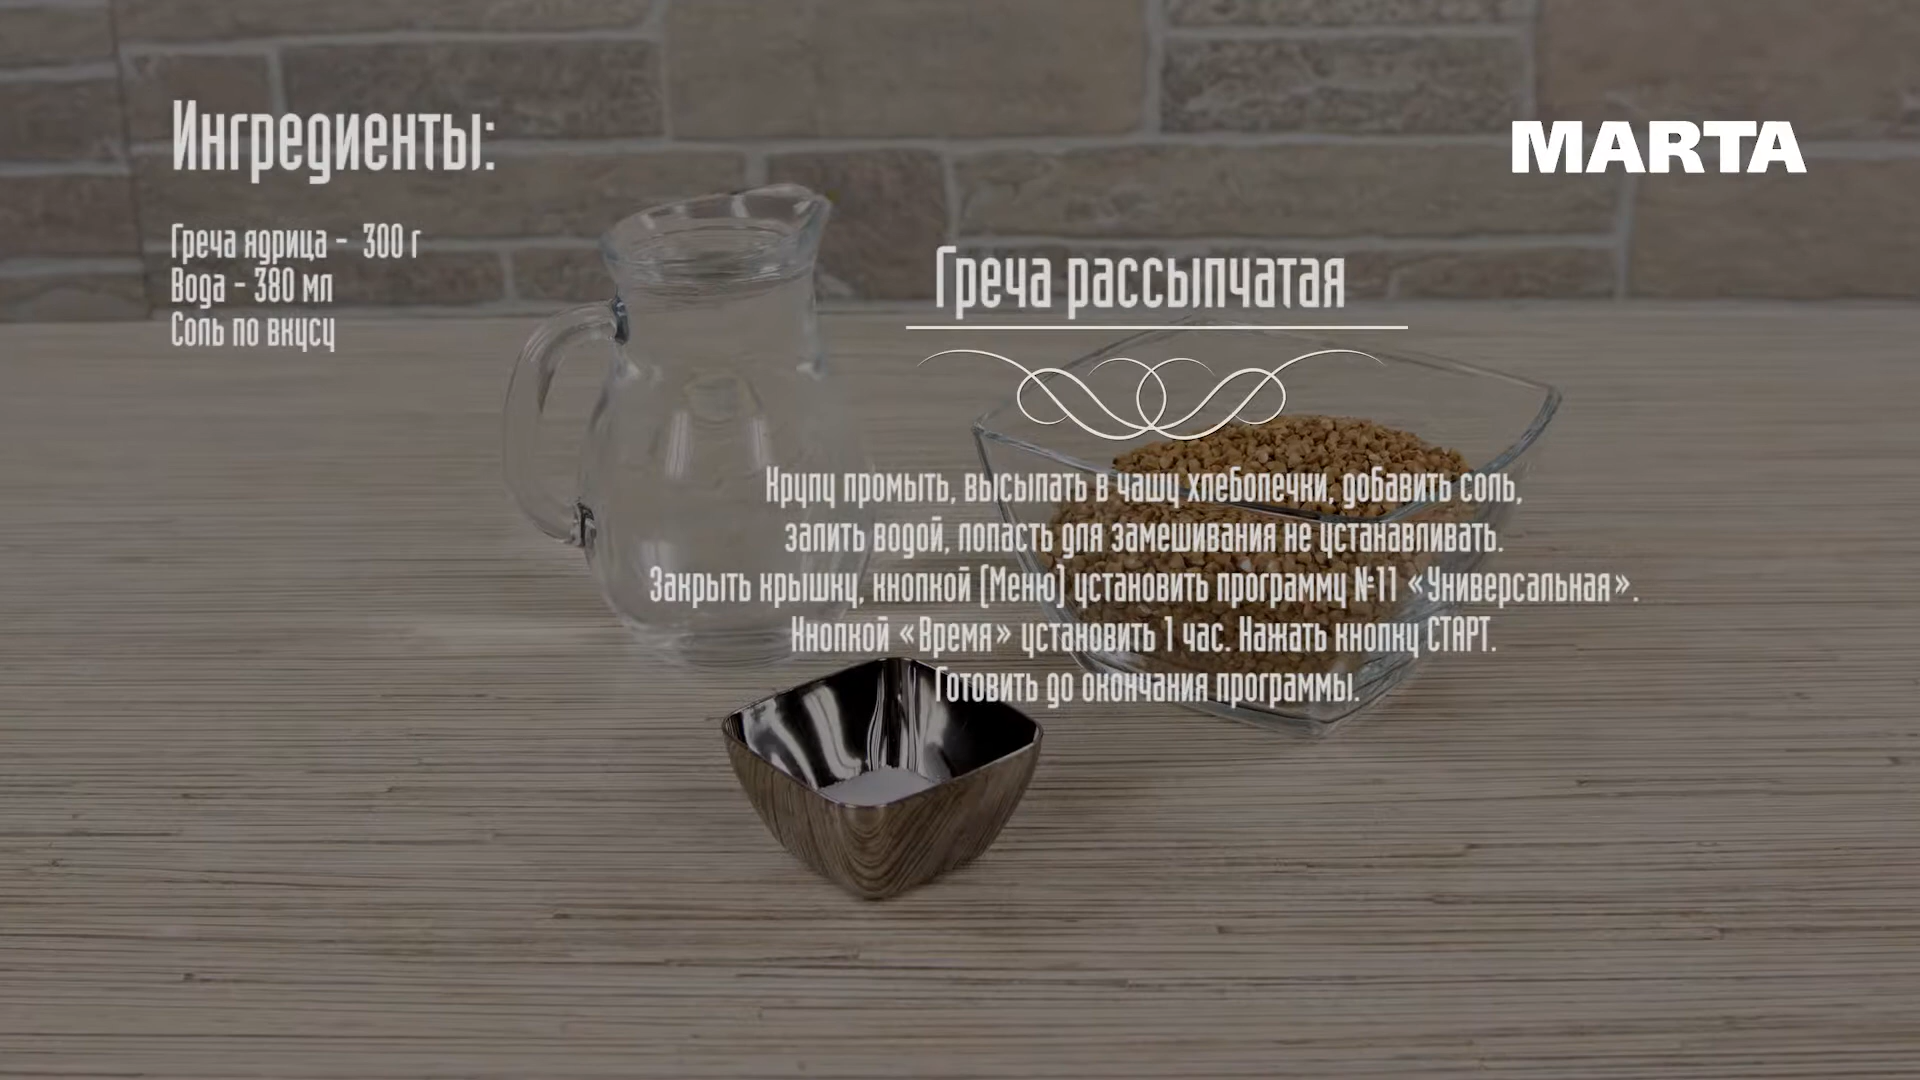 Ингредиенты:
MARTA
Греча ядрица - 300 г
Вода - 380 мл
Соль по вкусу
Греча рассыпчатая
Крупу промыть, высыпать в чашу хлебопечки, добавить соль,
залить водой, лопасть для замешивания не устанавливать.
Закрыть крышку, кнопкой (Меню) установить программу №11 «Универсальная».
Кнопкой «Время» установить 1 час. Нажать кнопку СТАРТ.
Готовить до окончания программы.